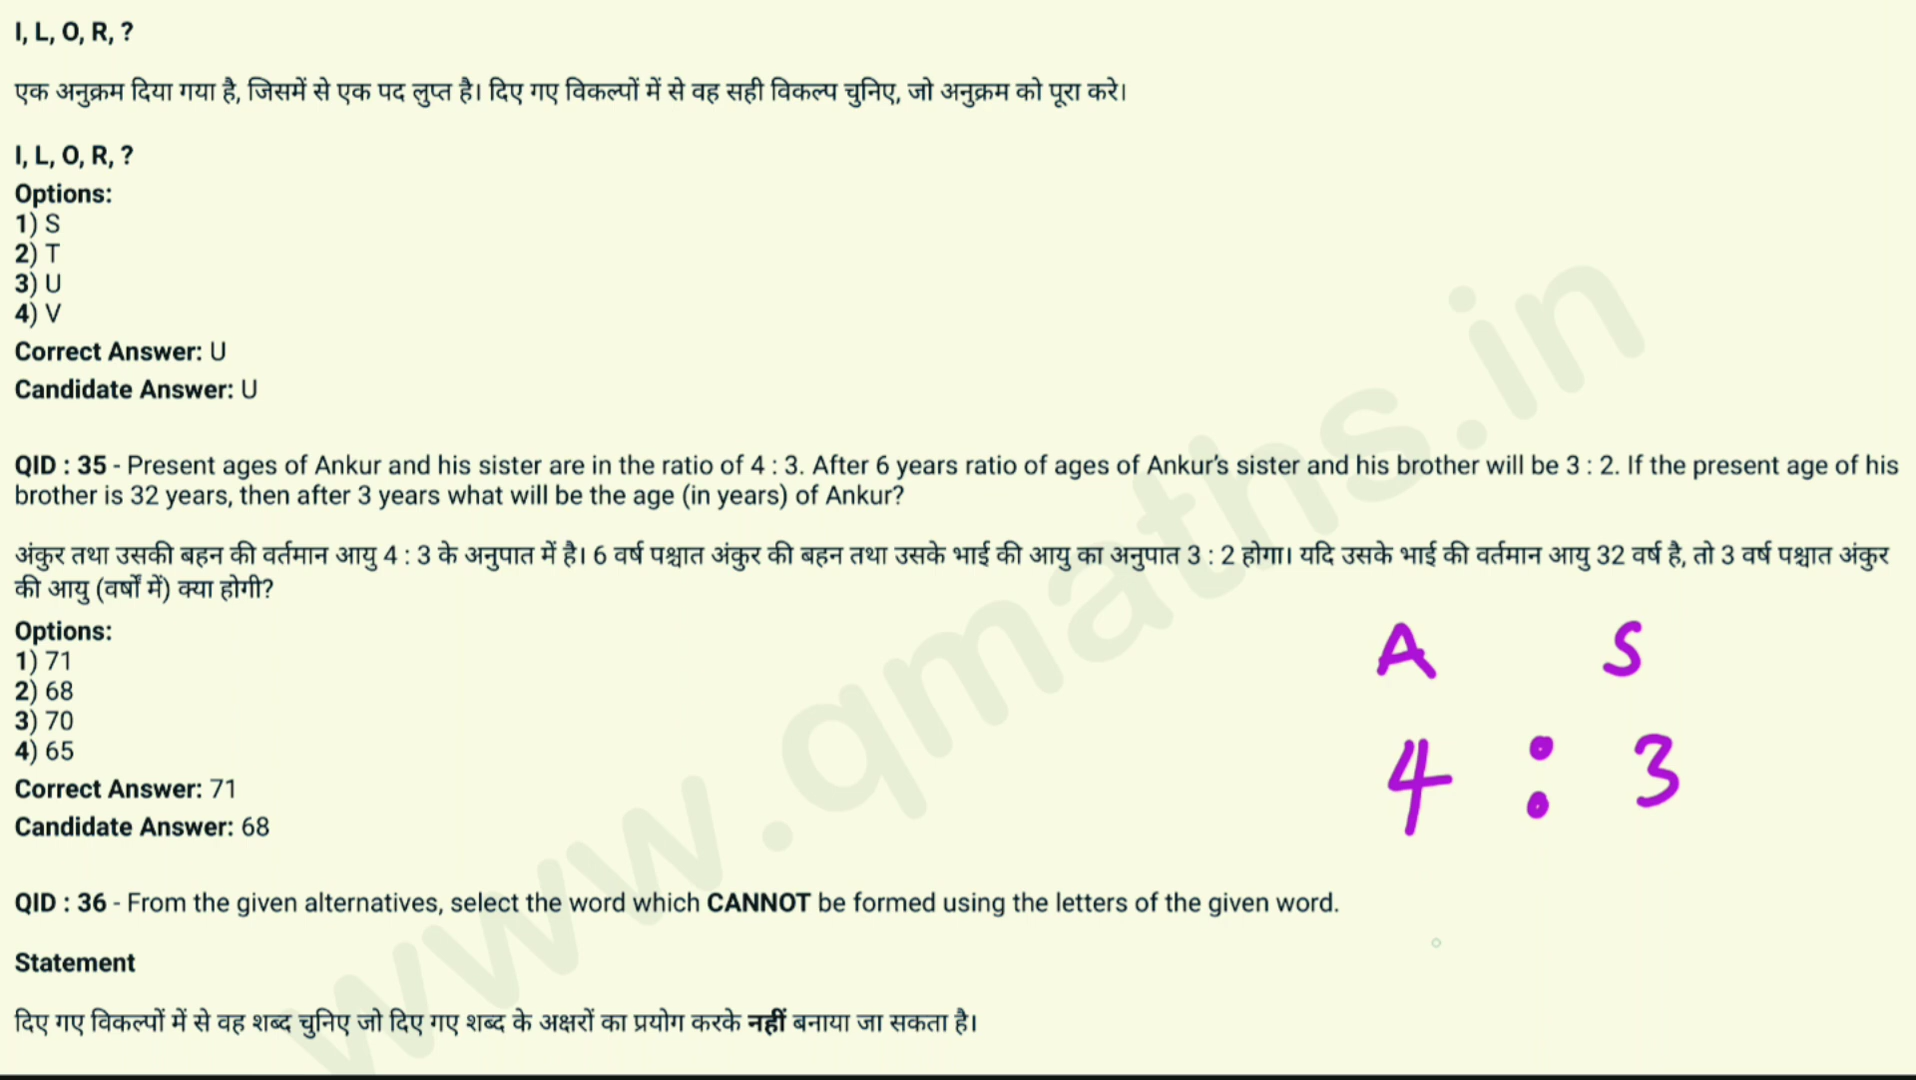 I, L, O, R, ?
एक अनुक्रम दिया गया है, जिसमें से एक पद लुप्त है। दिए गए विकल्पों में से वह सही विकल्प चुनिए, जो अनुक्रम को पूरा करे।
I, L, O, R, ?
Options:
1) S
2) T
3) U
4) V
Correct Answer: U
Candidate Answer: U
QID : 35 - Present ages of Ankur and his sister are in the ratio of 4 : 3. After 6 years ratio of ages of Ankur's sister and his brother will be 3 : 2. If the present age of his
brother is 32 years, then after 3 years what will be the age (in years) of Ankur?
अंकुर तथा उसकी बहन की वर्तमान आयु 4 : 3 के अनुपात में है। 6 वर्ष पश्चात अंकुर की बहन तथा उसके भाई की आयु का अनुपात 3 : 2 होगा। यदि उसके भाई की वर्तमान आयु 32 वर्ष है, तो 3 वर्ष पश्चात अंकुर
की आयु (वर्षों में) क्या होगी?
Options:
1) 71
2) 68
3) 70
4) 65
Correct Answer: 71
Candidate Answer: 68
A S
4 : 3
QID : 36 - From the given alternatives, select the word which CANNOT be formed using the letters of the given word.
Statement
दिए गए विकल्पों में से वह शब्द चुनिए जो दिए गए शब्द के अक्षरों का प्रयोग करके नहीं बनाया जा सकता है।
www.qmaths.in